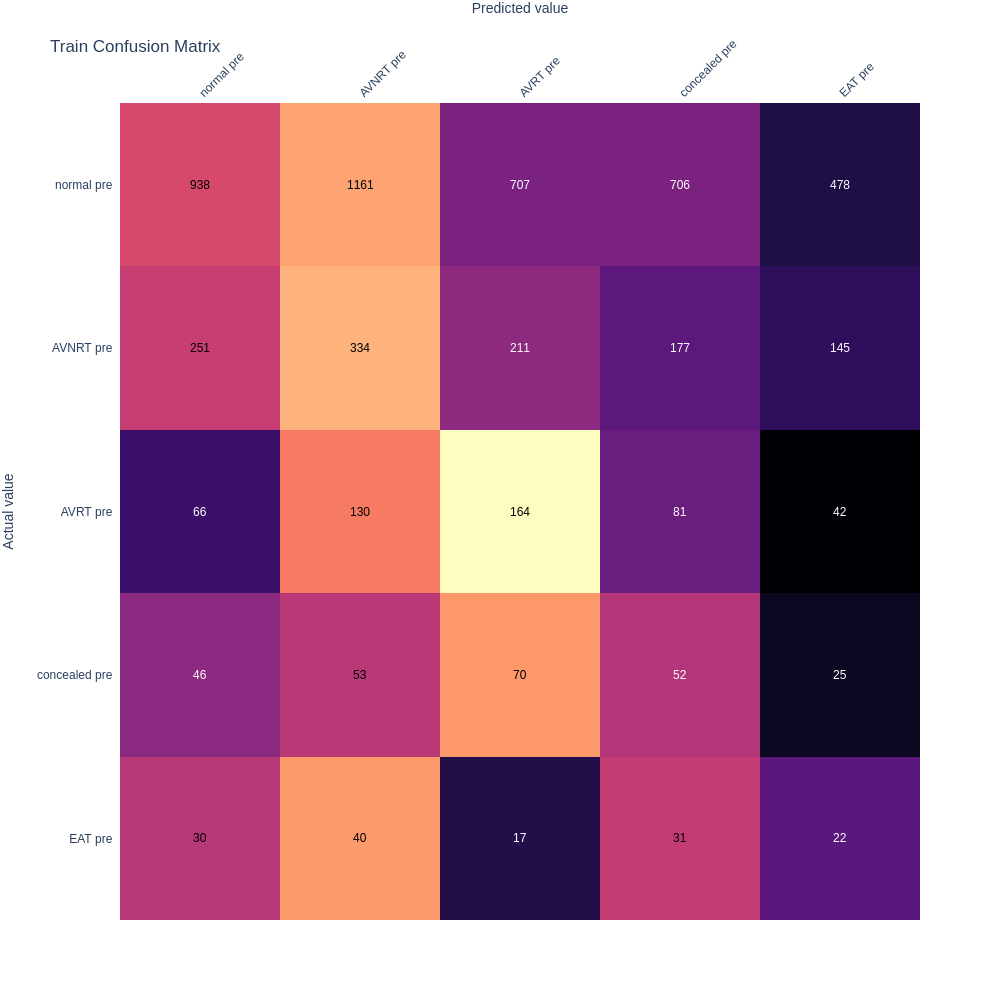 Predicted value
Train Confusion Matrix
normal pre
AVNRT pre
AVRT pre
concealed pre
EAT pre
normal pre 938 1161 707 706 478
AVNRT pre 251 334 211 177 145
AVRT pre 66 130 164 81 42
concealed pre 46 53 70 52 25
EAT pre 30 40 17 31 22
Actual value